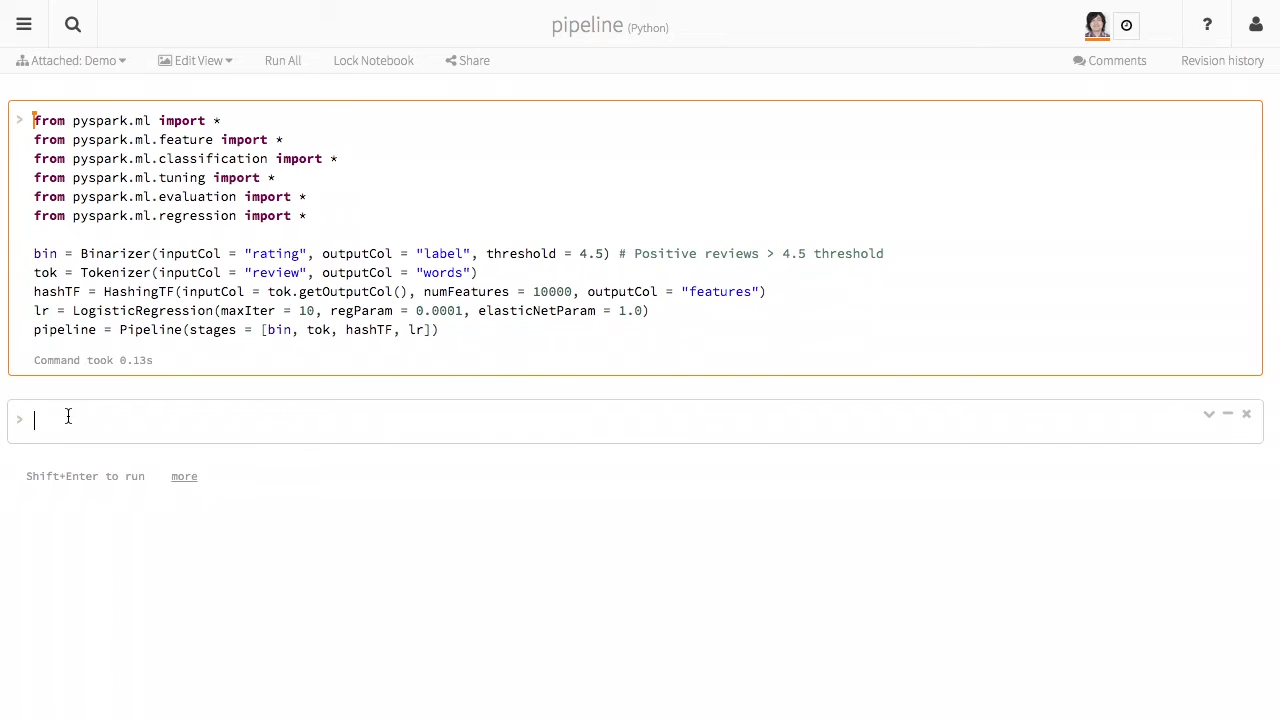 pipeline (Python)
Attached: Demo Edit View Run All Lock Notebook Share Comments Revision history
> from pyspark.ml import *
from pyspark.ml.feature import *
from pyspark.ml.classification import *
from pyspark.ml.tuning import *
from pyspark.ml.evaluation import *
from pyspark.ml.regression import *
bin = Binarizer(inputCol = "rating", outputCol = "label", threshold = 4.5) # Positive reviews > 4.5 threshold
tok = Tokenizer(inputCol = "review", outputCol = "words")
hashTF = HashingTF(inputCol = tok.getOutputCol(), numFeatures = 10000, outputCol = "features")
lr = LogisticRegression(maxIter = 10, regParam = 0.0001, elasticNetParam = 1.0)
pipeline = Pipeline(stages = [bin, tok, hashTF, lr])
Command took 0.13s
>
Shift+Enter to run more